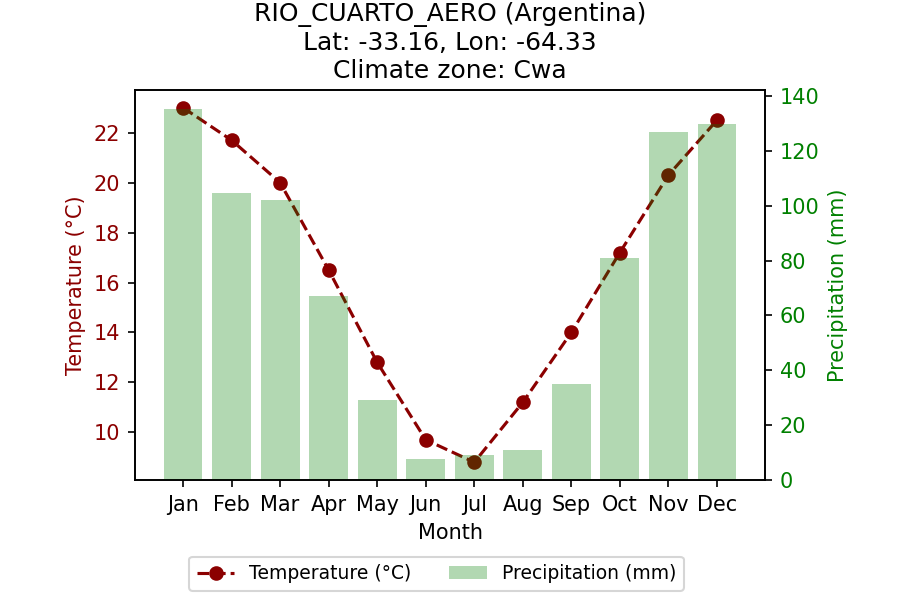 RIO_CUARTO_AERO (Argentina)
Lat: -33.16, Lon: -64.33
Climate zone: Cwa
Temperature (°C)
22
20
18
16
14
12
10
140
120
100
80
60
40
20
0
Precipitation (mm)
Jan Feb Mar Apr May Jun Jul Aug Sep Oct Nov Dec
Month
Temperature (°C) Precipitation (mm)